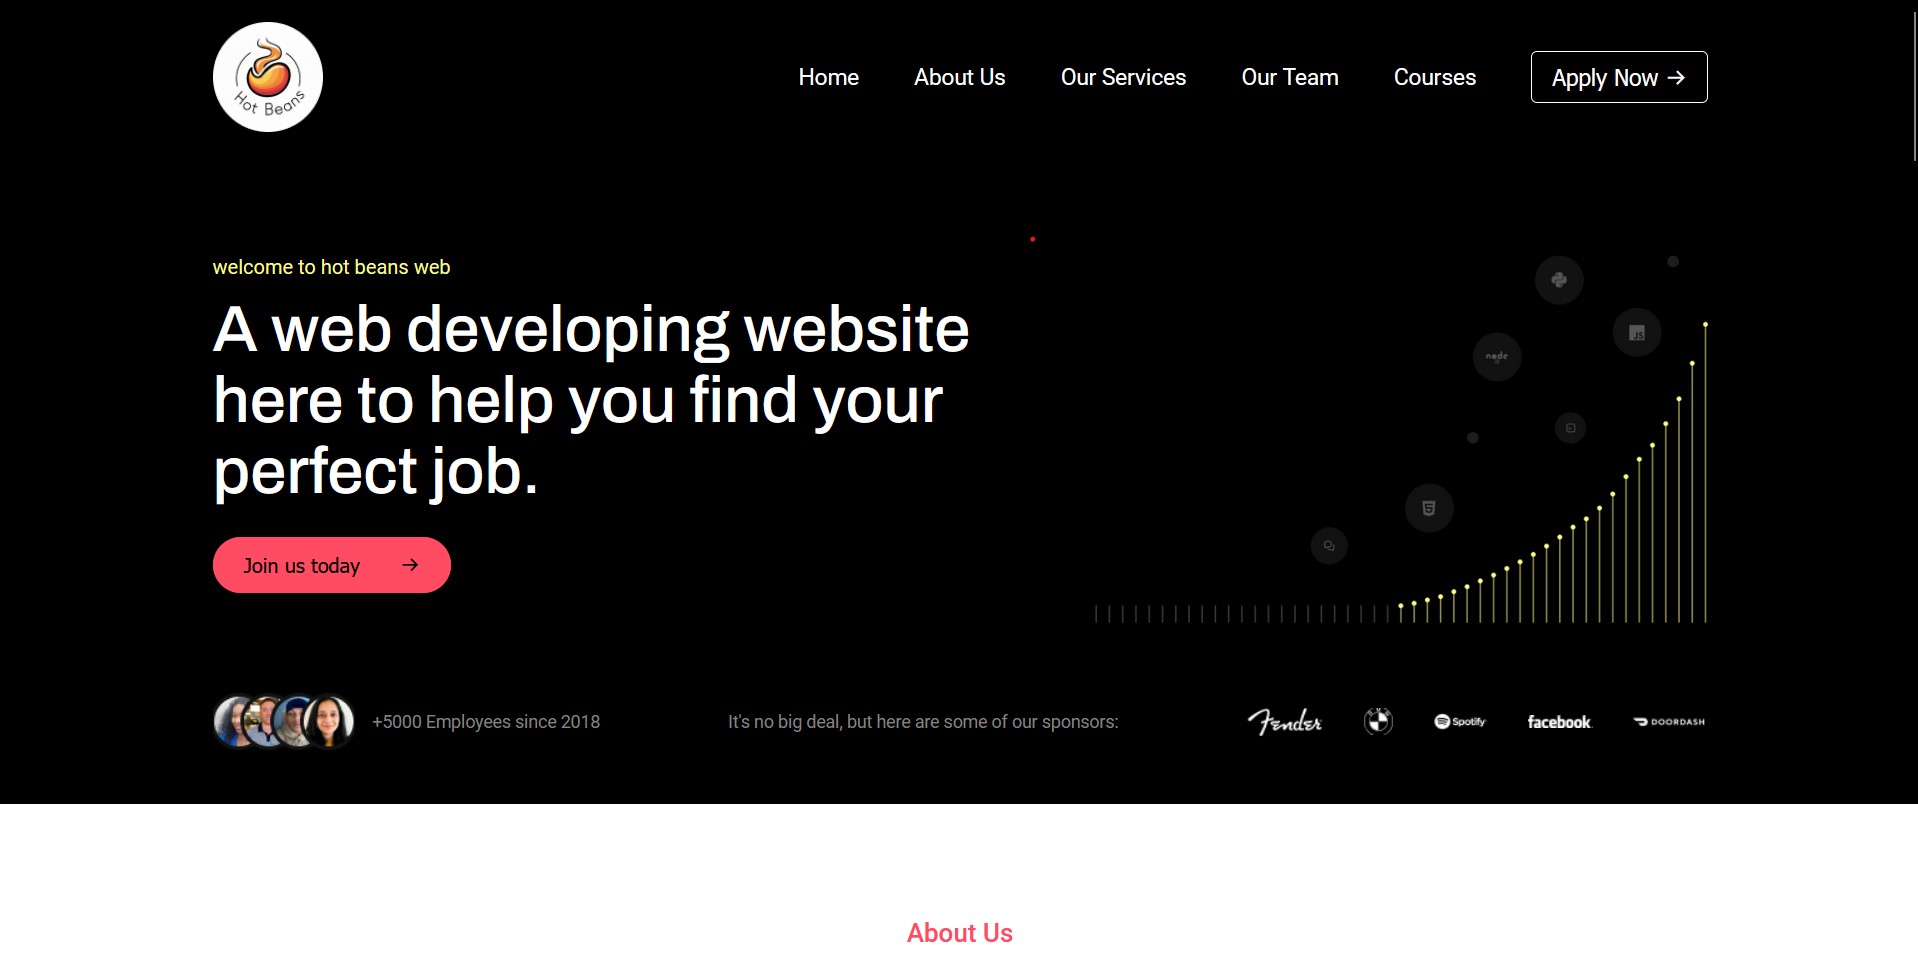 Hot Beans
Home
About Us
Our Services
Our Team
Courses
Apply Now →
welcome to hot beans web
A web developing website
here to help you find your
perfect job.
Join us today →
node
JS
+5000 Employees since 2018
It's no big deal, but here are some of our sponsors:
Fender
Spotify
facebook
DOORDASH
About Us